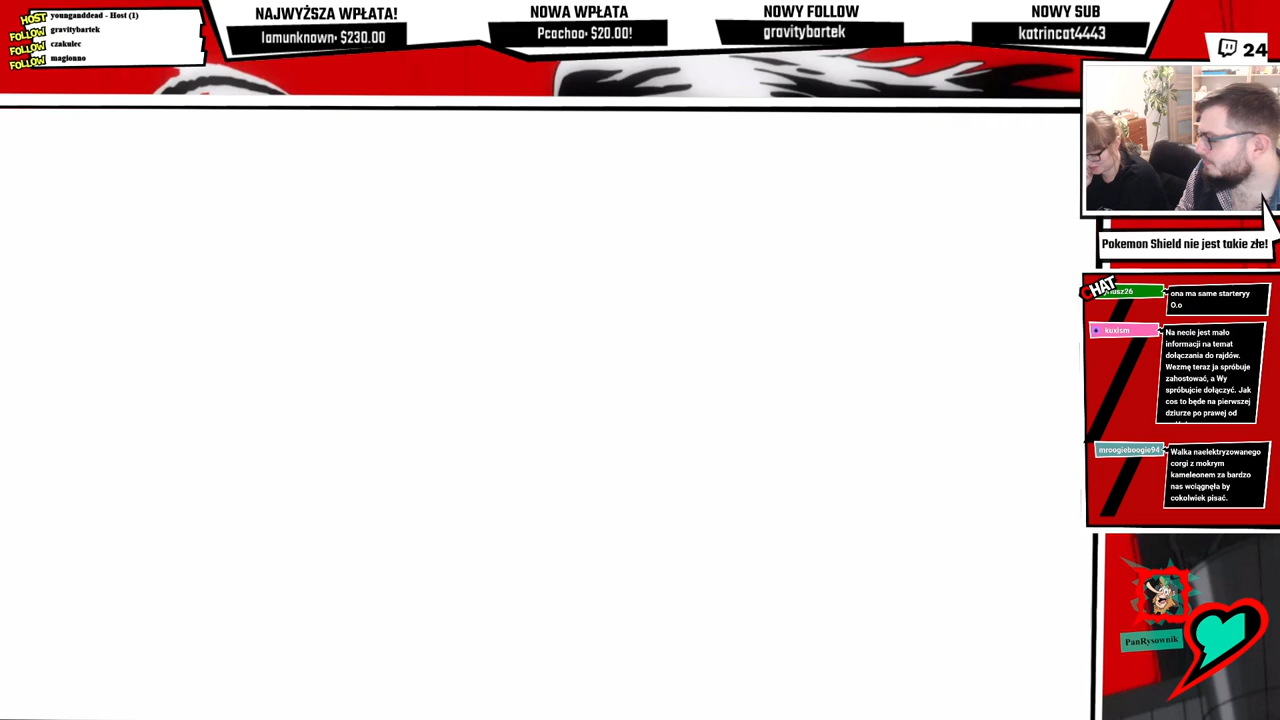 HOST younganddead - Host (1)
FOLLOW gravitybartek
FOLLOW czakulec
FOLLOW magionno
NAJWYŻSZA WPŁATA!
Iamunknown• $230.00
NOWA WPŁATA
Pcachoo• $20.00!
NOWY FOLLOW
gravitybartek
NOWY SUB
katrincat4443
24
Pokemon Shield nie jest takie złe!
CHAT
usz26
ona ma same starteryy
O.o
kuxism
Na necie jest mało
informacji na temat
dołączania do rajdów.
Wezmę teraz ja spróbuje
zahostować, a Wy
spróbujcie dołączyć. Jak
cos to będe na pierwszej
dziurze po prawej od
mroogieboogie94
Walka naelektryzowanego
corgi z mokrym
kameleonem za bardzo
nas wciągnęła by
cokolwiek pisać.
PanRysownik